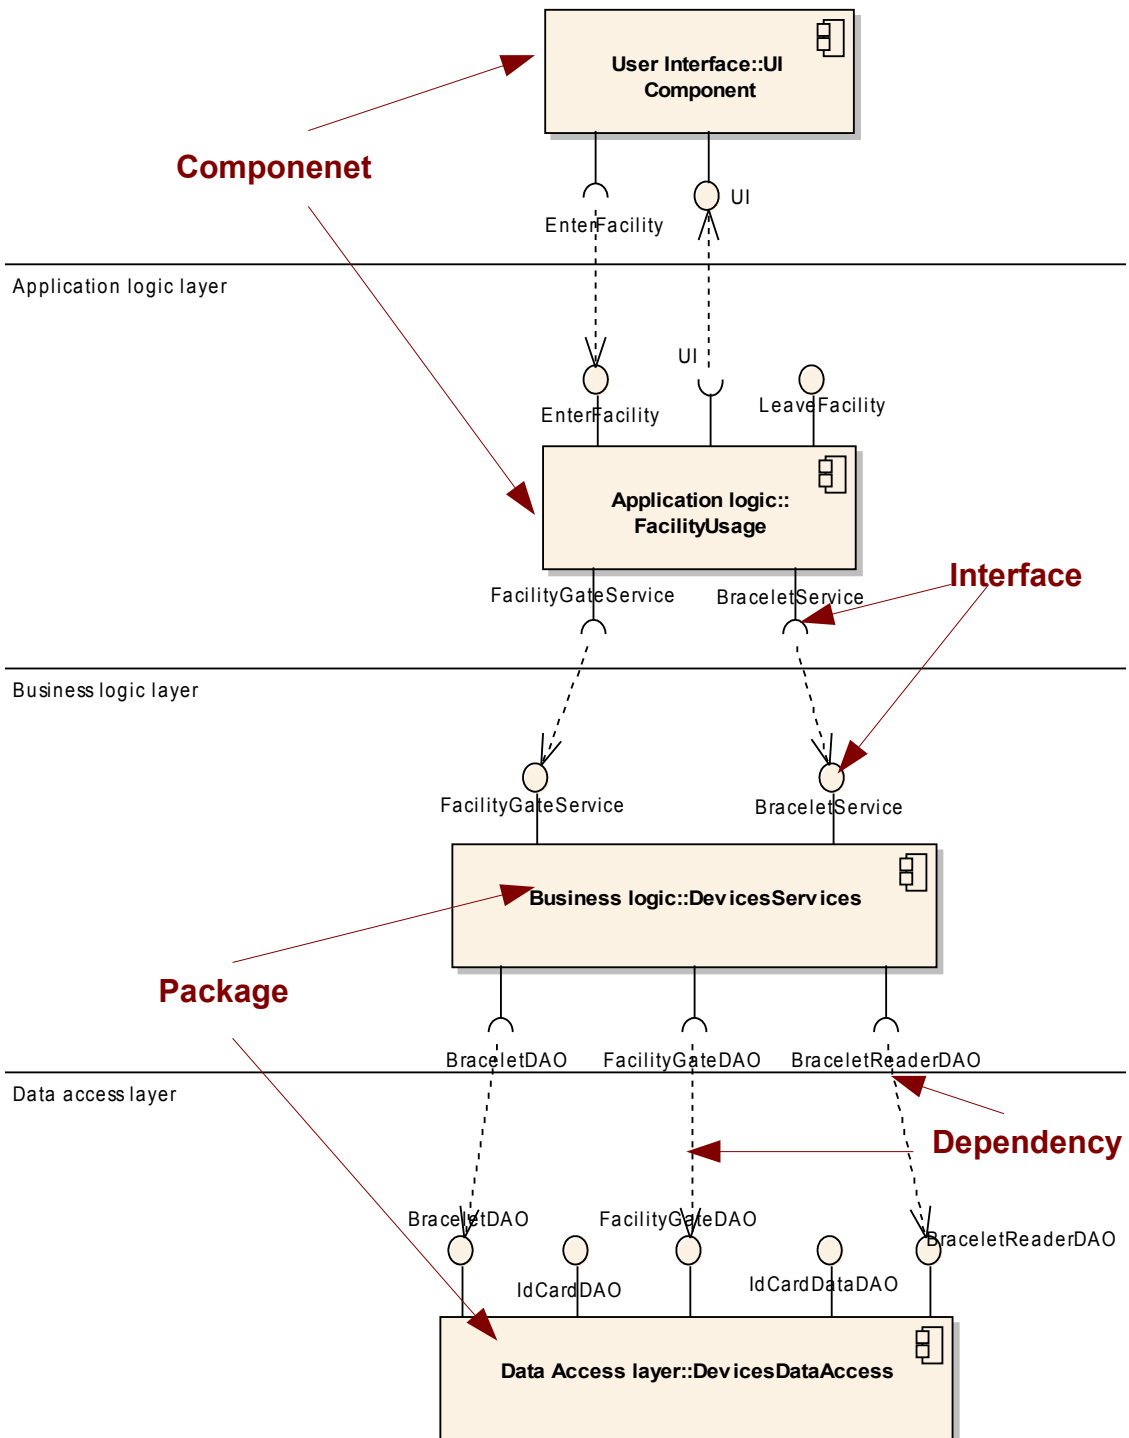 User Interface::UI
Component
Componenet
UI
EnterFacility
Application logic layer
UI
LeaveFacility
EnterFacility
Application logic::
FacilityUsage
Interface
FacilityGateService
BraceletService
Business logic layer
FacilityGateService
BraceletService
Business logic::DevicesServices
Package
BraceletDAO
FacilityGateDAO
BraceletReaderDAO
Data access layer
Dependency
BraceletDAO
FacilityGateDAO
BraceletReaderDAO
IdCardDAO
IdCardDataDAO
Data Access layer::DevicesDataAccess